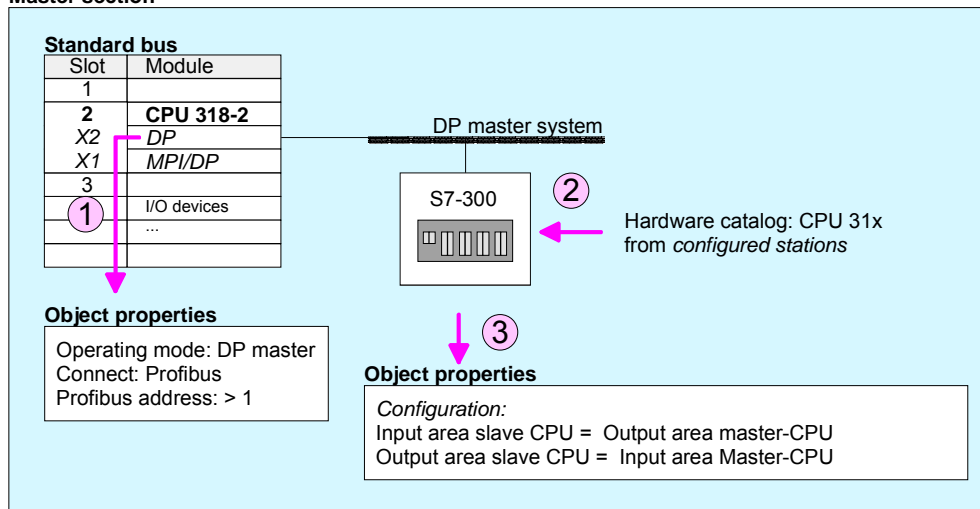 Master section
Standard bus
Slot Module
1
2 CPU 318-2
X2 DP
X1 MPI/DP
3
I/O devices
...
1
DP master system
S7-300
2
Hardware catalog: CPU 31x
from configured stations
Object properties
Operating mode: DP master
Connect: Profibus
Profibus address: > 1
3
Object properties
Configuration:
Input area slave CPU = Output area master-CPU
Output area slave CPU = Input area Master-CPU